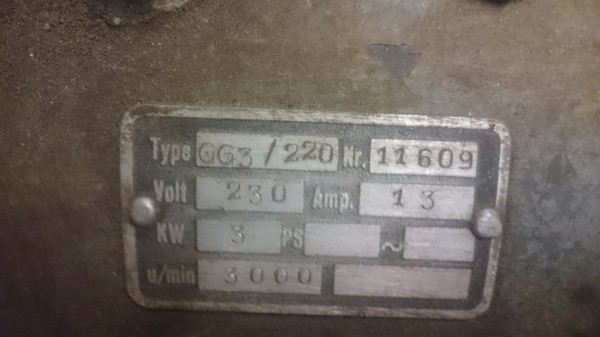 Type GG3/220 Nr. 11609
Volt 230 Amp. 13
KW 3 PS ~
u/min 3000